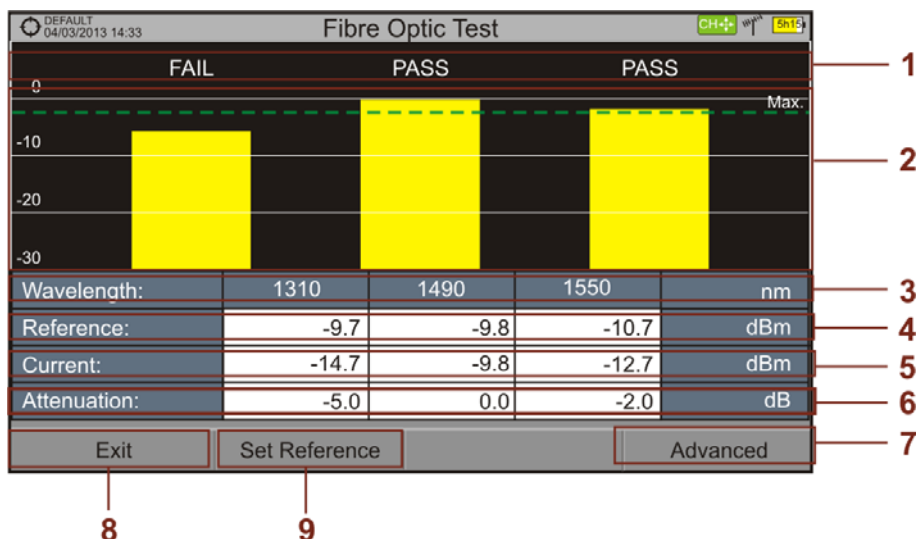 DEFAULT
04/03/2013 14:33
Fibre Optic Test
CH
5h15
FAIL PASS PASS
1
0
Max.
-10
2
-20
-30
Wavelength: 1310 1490 1550 nm
3
Reference: -9.7 -9.8 -10.7 dBm
4
Current: -14.7 -9.8 -12.7 dBm
5
Attenuation: -5.0 0.0 -2.0 dB
6
Exit Set Reference Advanced
7
8 9